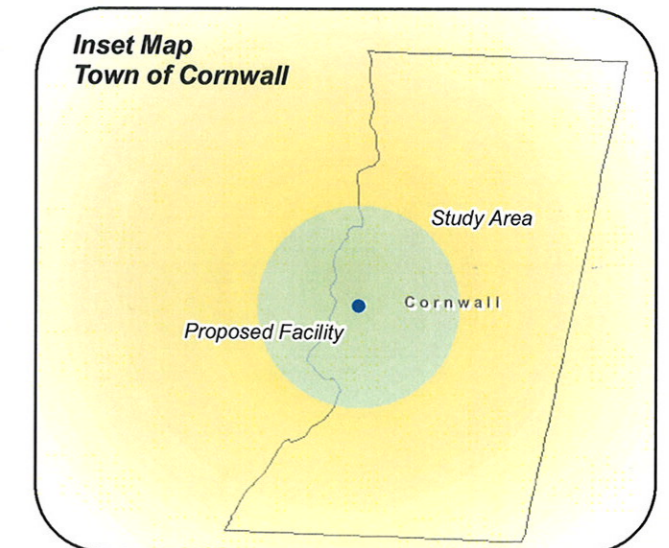 Inset Map
Town of Cornwall
Study Area
Cornwall
Proposed Facility